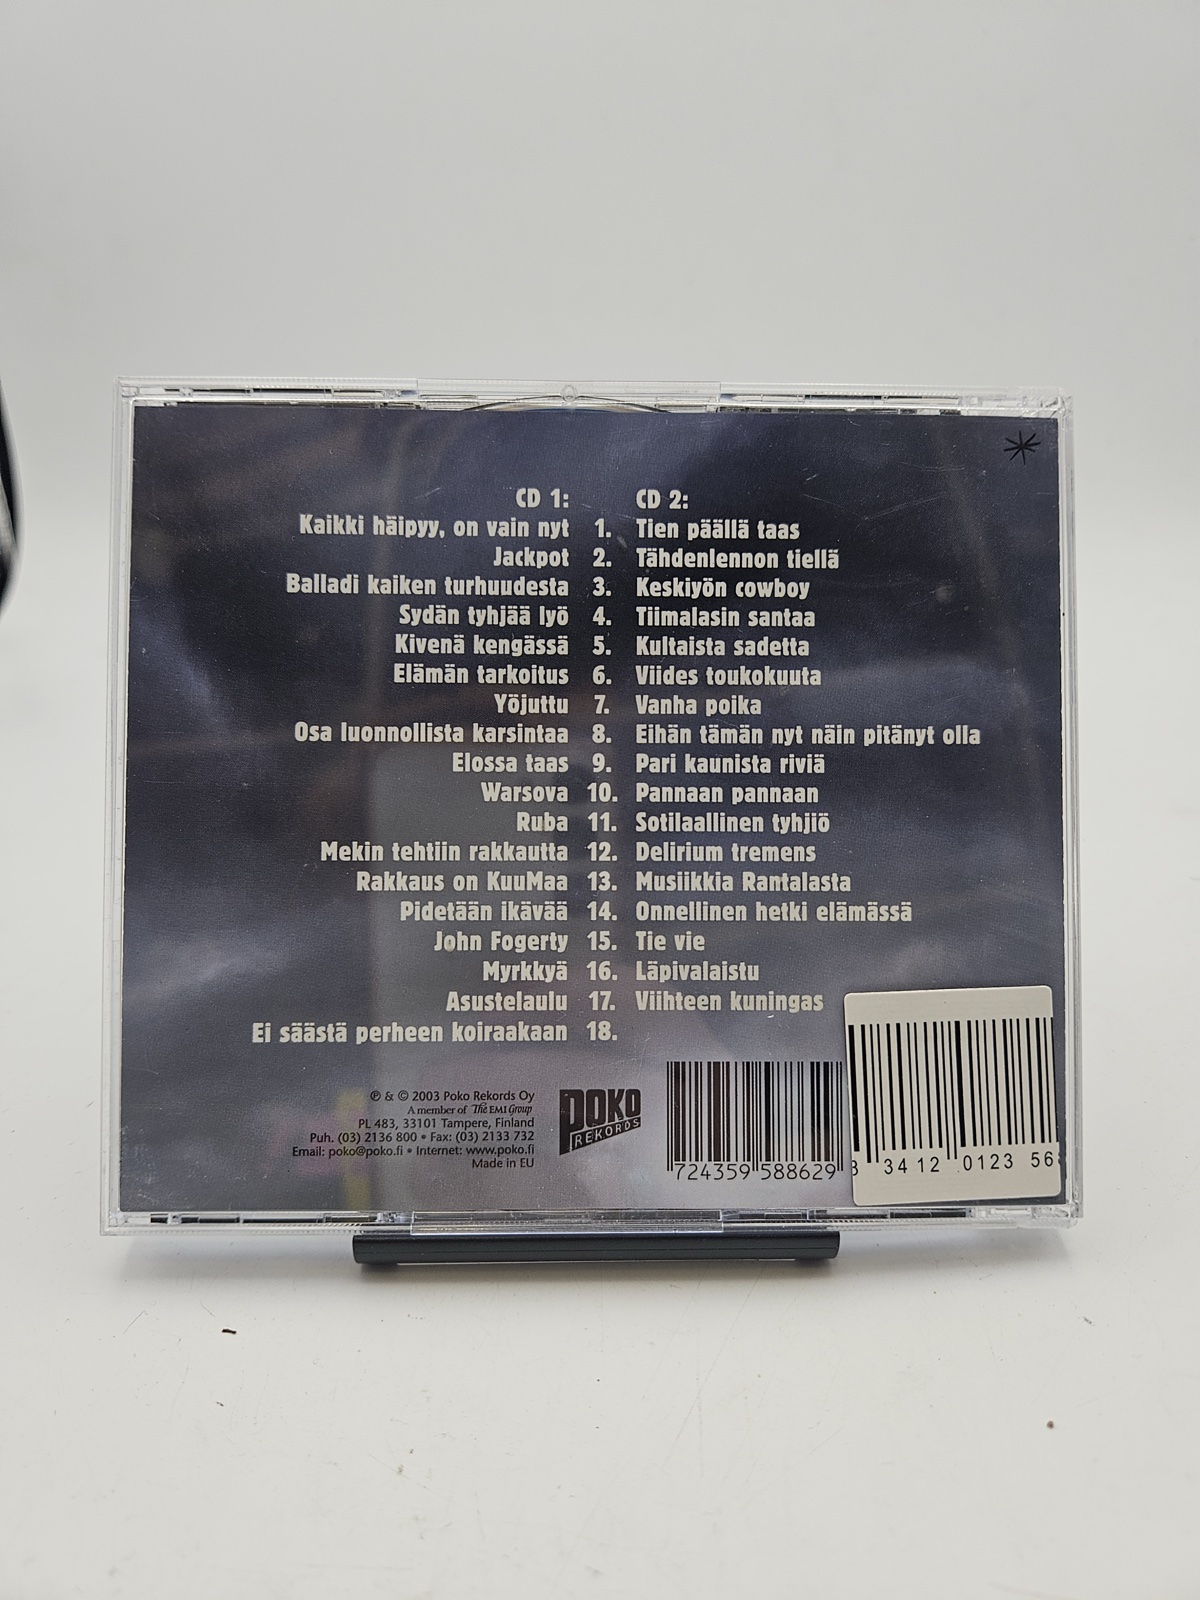 CD 1:
Kaikki häipyy, on vain nyt 1.
Jackpot 2.
Balladi kaiken turhuudesta 3.
Sydän tyhjää lyö 4.
Kivenä kengässä 5.
Elämän tarkoitus 6.
Yöjuttu 7.
Osa luonnollista karsintaa 8.
Elossa taas 9.
Warsova 10.
Ruba 11.
Mekin tehtiin rakkautta 12.
Rakkaus on KuuMaa 13.
Pidetään ikävää 14.
John Fogerty 15.
Myrkkyä 16.
Asustelaulu 17.
Ei säästä perheen koiraakaan 18.
CD 2:
Tien päällä taas
Tähdenlennon tiellä
Keskiyön cowboy
Tiimalasin santaa
Kultaista sadetta
Viides toukokuuta
Vanha poika
Eihän tämän nyt näin pitänyt olla
Pari kaunista riviä
Pannaan pannaan
Sotilaallinen tyhjiö
Delirium tremens
Musiikkia Rantalasta
Onnellinen hetki elämässä
Tie vie
Läpivalaistu
Viihteen kuningas
℗ & © 2003 Poko Rekords Oy
A member of The EMI Group
PL 483, 33101 Tampere, Finland
Puh. (03) 2136 800 • Fax: (03) 2133 732
Email: poko@poko.fi • Internet: www.poko.fi
Made in EU
POKO
REKORDS
724359 588629
3412 0123 56